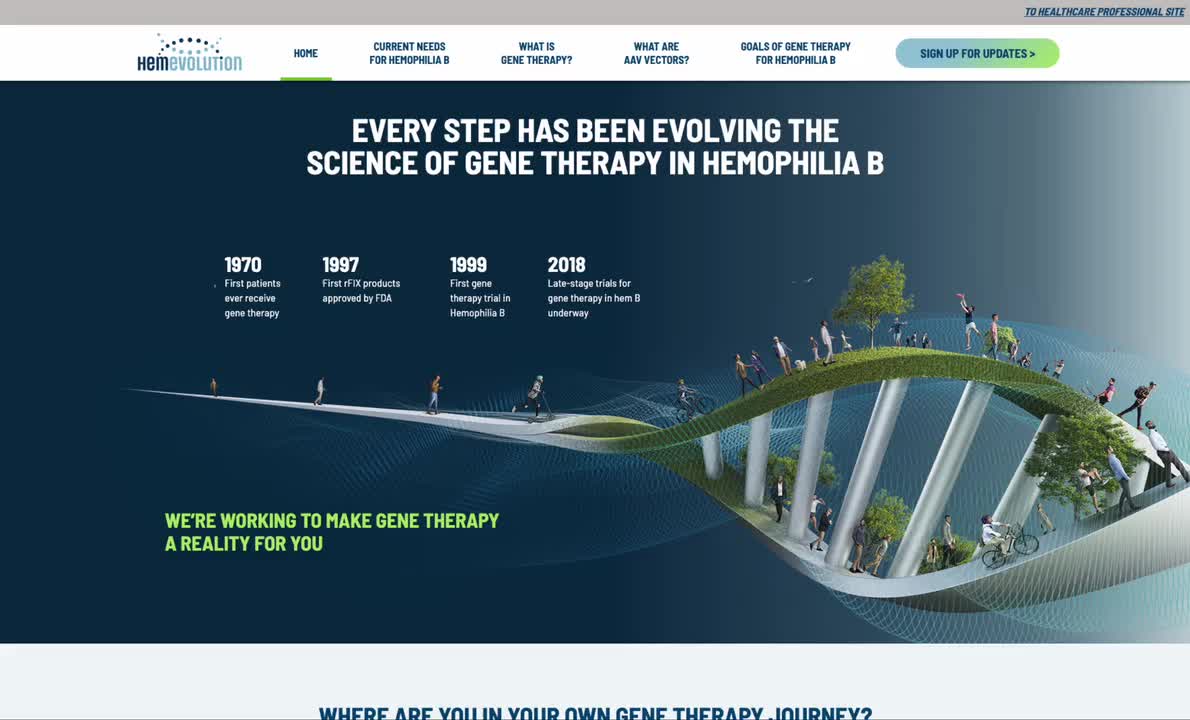 TO HEALTHCARE PROFESSIONAL SITE
HEMEVOLUTION
HOME
CURRENT NEEDS
FOR HEMOPHILIA B
WHAT IS
GENE THERAPY?
WHAT ARE
AAV VECTORS?
GOALS OF GENE THERAPY
FOR HEMOPHILIA B
SIGN UP FOR UPDATES >
EVERY STEP HAS BEEN EVOLVING THE
SCIENCE OF GENE THERAPY IN HEMOPHILIA B
1970
First patients
ever receive
gene therapy
1997
First rFIX products
approved by FDA
1999
First gene
therapy trial in
Hemophilia B
2018
Late-stage trials for
gene therapy in hem B
underway
WE'RE WORKING TO MAKE GENE THERAPY
A REALITY FOR YOU
WHERE ARE YOU IN YOUR OWN GENE THERAPY JOURNEY?